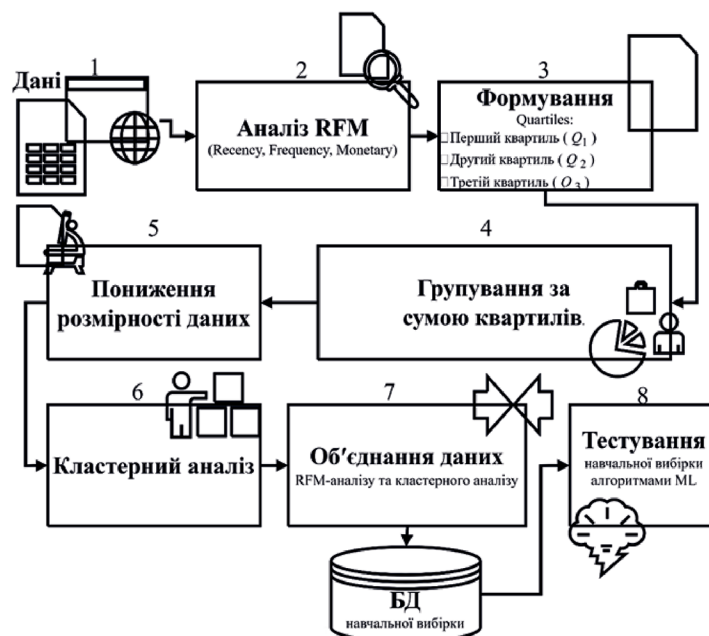 1
Дані
2
Аналіз RFM
(Recency, Frequency, Monetary)
3
Формування
Quartiles:
□Перший квартиль ( Q1 )
□Другий квартиль ( Q 2 )
□Третій квартиль ( Q 3 )
4
Групування за
сумою квартилів.
5
Пониження
розмірності даних
6
Кластерний аналіз
7
Об'єднання даних
RFM-аналізу та кластерного аналізу
8
Тестування
навчальної вибірки
алгоритмами ML
БД
навчальної вибірки